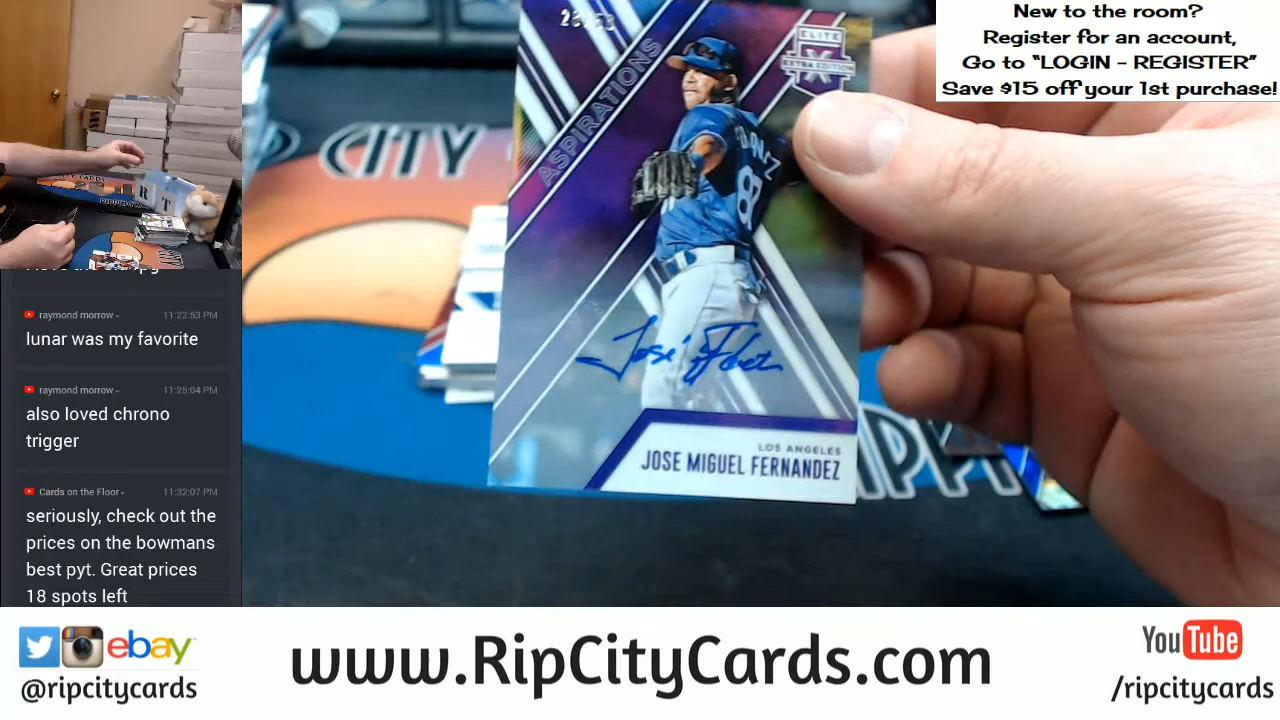 New to the room?
Register for an account,
Go to "LOGIN - REGISTER"
Save $15 off your 1st purchase!
ELITE
X
EXTRA EDITION
ASPIRATIONS
8
CITY
LOS ANGELES
JOSE MIGUEL FERNANDEZ
raymond morrow
11:22:53 PM
lunar was my favorite
raymond morrow
11:25:04 PM
also loved chrono
trigger
Cards on the Floor
11:32:07 PM
seriously, check out the
prices on the bowmans
best pyt. Great prices
18 spots left
ebay
@ripcitycards
www.RipCityCards.com
YouTube
/ripcitycards